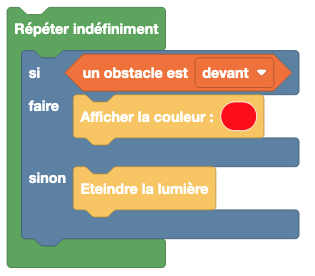 Répéter indéfiniment
si un obstacle est devant
faire Afficher la couleur :
sinon Eteindre la lumière